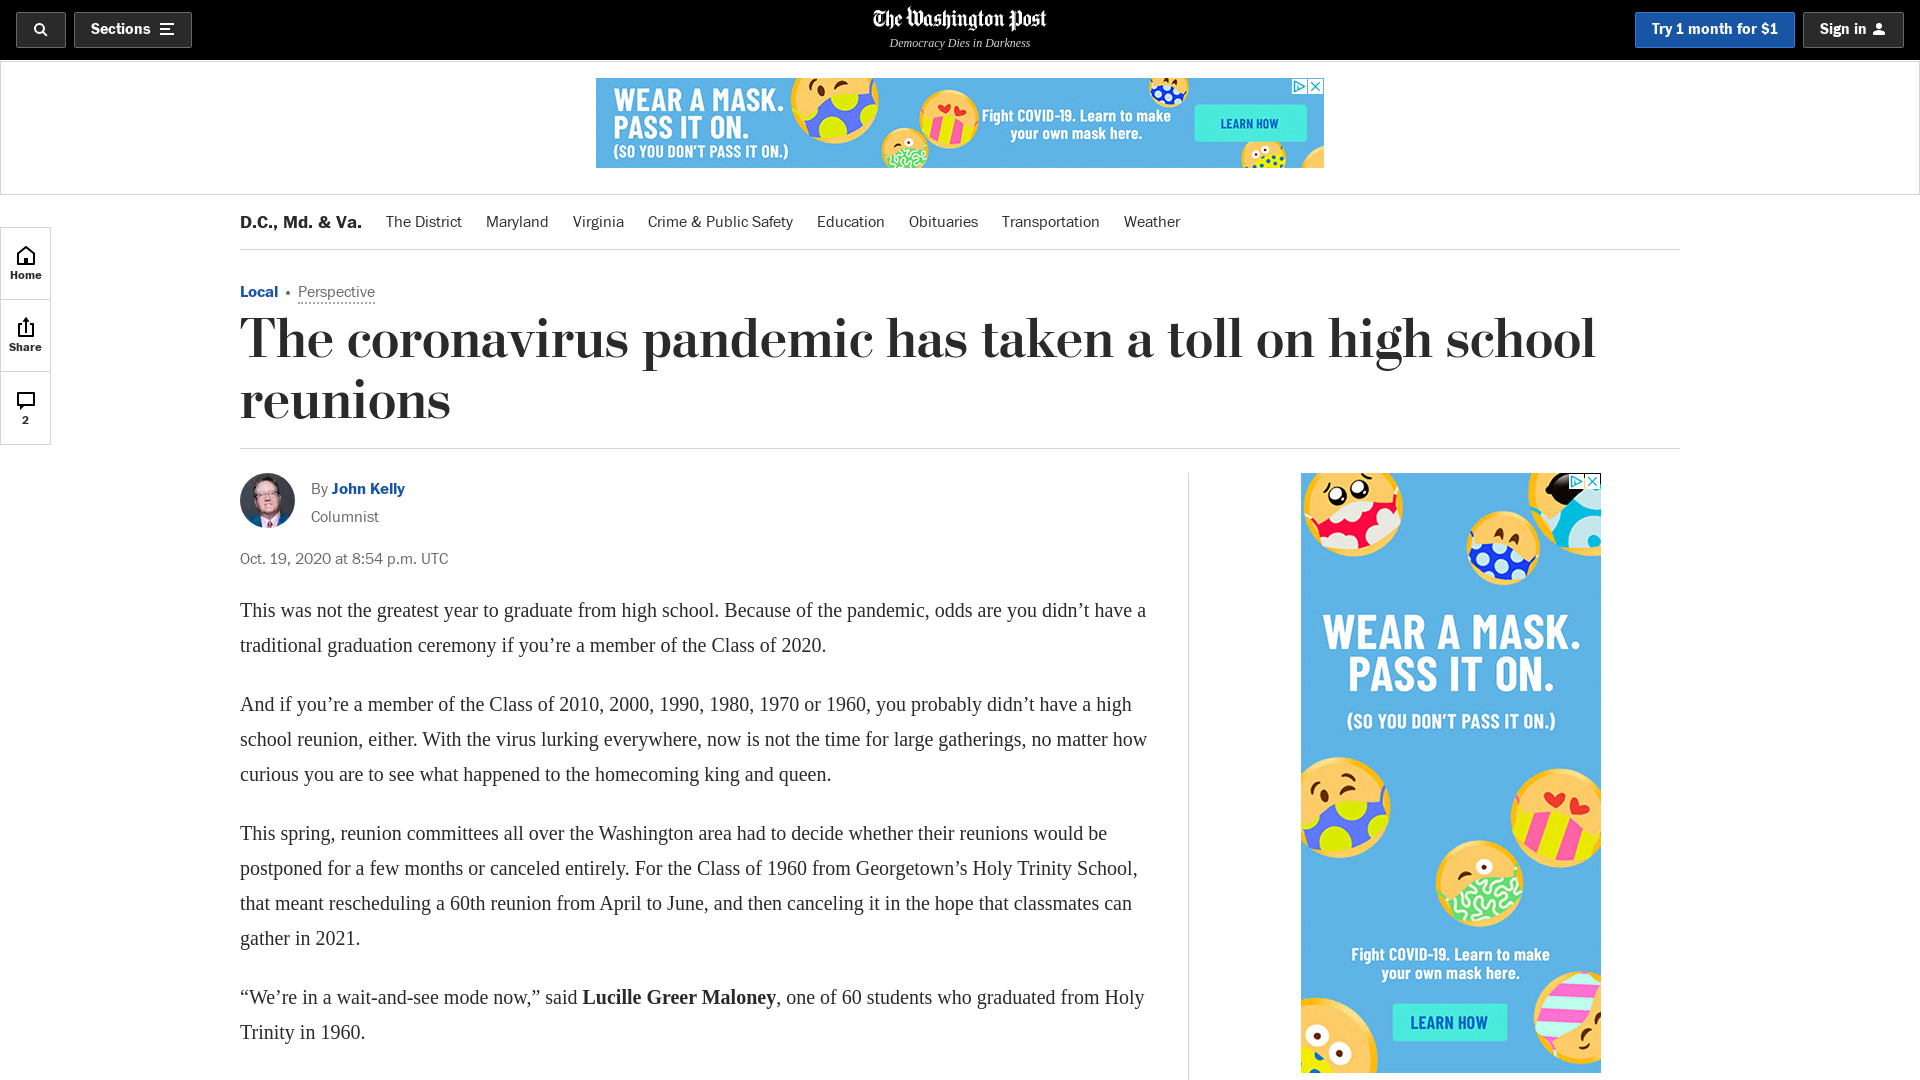 Sections
The Washington Post
Democracy Dies in Darkness
Try 1 month for $1
Sign in
WEAR A MASK.
PASS IT ON.
(SO YOU DON'T PASS IT ON.)
Fight COVID-19. Learn to make
your own mask here.
LEARN HOW
D.C., Md. & Va.
The District
Maryland
Virginia
Crime & Public Safety
Education
Obituaries
Transportation
Weather
Home
Share
2
Local • Perspective
The coronavirus pandemic has taken a toll on high school
reunions
By John Kelly
Columnist
Oct. 19, 2020 at 8:54 p.m. UTC
This was not the greatest year to graduate from high school. Because of the pandemic, odds are you didn’t have a
traditional graduation ceremony if you’re a member of the Class of 2020.
And if you’re a member of the Class of 2010, 2000, 1990, 1980, 1970 or 1960, you probably didn’t have a high
school reunion, either. With the virus lurking everywhere, now is not the time for large gatherings, no matter how
curious you are to see what happened to the homecoming king and queen.
This spring, reunion committees all over the Washington area had to decide whether their reunions would be
postponed for a few months or canceled entirely. For the Class of 1960 from Georgetown’s Holy Trinity School,
that meant rescheduling a 60th reunion from April to June, and then canceling it in the hope that classmates can
gather in 2021.
“We’re in a wait-and-see mode now,” said Lucille Greer Maloney, one of 60 students who graduated from Holy
Trinity in 1960.
WEAR A MASK.
PASS IT ON.
(SO YOU DON'T PASS IT ON.)
Fight COVID-19. Learn to make
your own mask here.
LEARN HOW